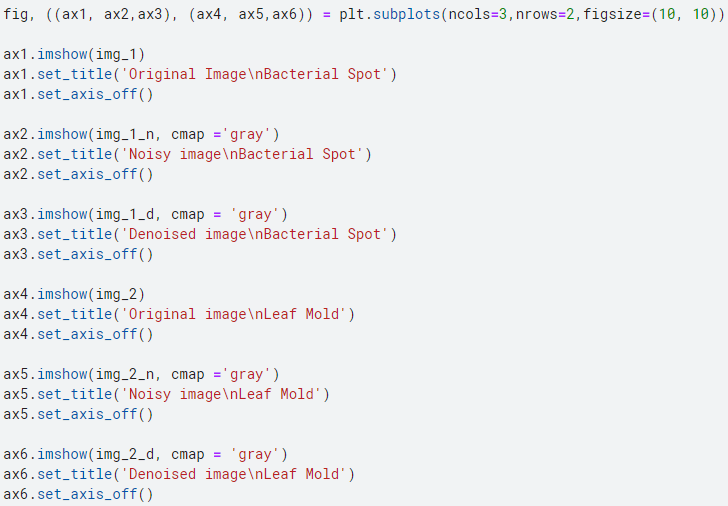 fig, ((ax1, ax2,ax3), (ax4, ax5,ax6)) = plt.subplots(ncols=3,nrows=2,figsize=(10, 10))
ax1.imshow(img_1)
ax1.set_title('Original Image\nBacterial Spot')
ax1.set_axis_off()
ax2.imshow(img_1_n, cmap ='gray')
ax2.set_title('Noisy image\nBacterial Spot')
ax2.set_axis_off()
ax3.imshow(img_1_d, cmap = 'gray')
ax3.set_title('Denoised image\nBacterial Spot')
ax3.set_axis_off()
ax4.imshow(img_2)
ax4.set_title('Original image\nLeaf Mold')
ax4.set_axis_off()
ax5.imshow(img_2_n, cmap ='gray')
ax5.set_title('Noisy image\nLeaf Mold')
ax5.set_axis_off()
ax6.imshow(img_2_d, cmap = 'gray')
ax6.set_title('Denoised image\nLeaf Mold')
ax6.set_axis_off()